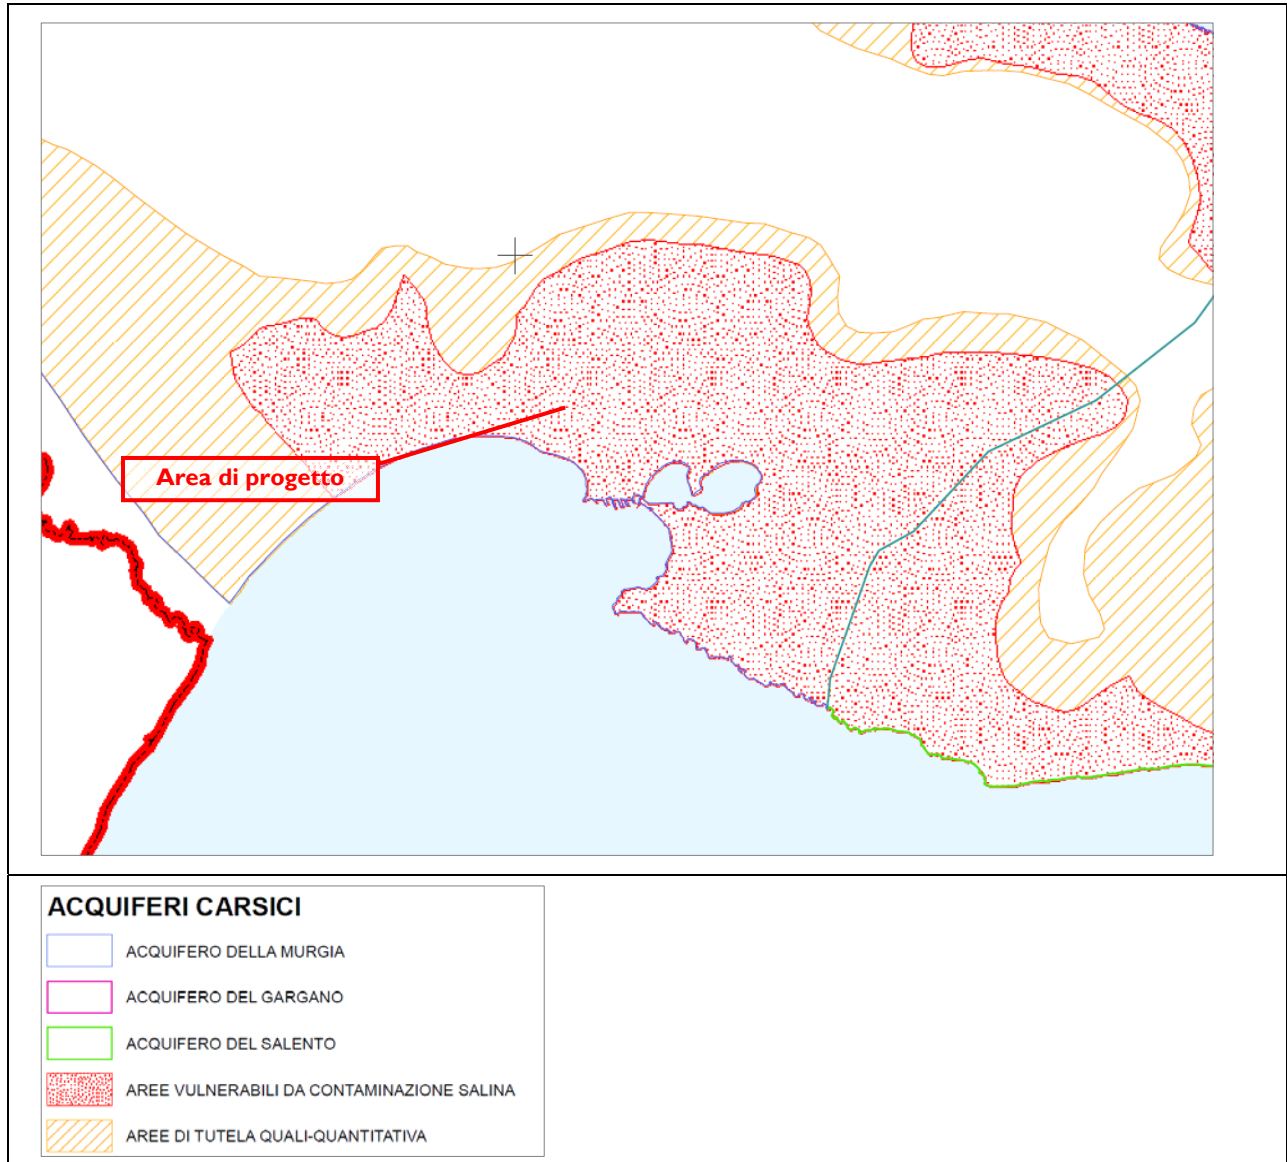 Area di progetto
ACQUIFERI CARSICI
ACQUIFERO DELLA MURGIA
ACQUIFERO DEL GARGANO
ACQUIFERO DEL SALENTO
AREE VULNERABILI DA CONTAMINAZIONE SALINA
AREE DI TUTELA QUALI-QUANTITATIVA